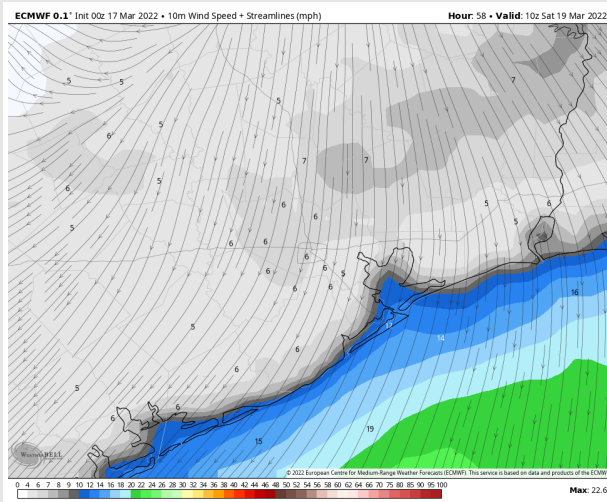 ECMWF 0.1° Init 00z 17 Mar 2022 • 10m Wind Speed + Streamlines (mph) Hour: 58 • Valid: 10z Sat 19 Mar 2022
5 5 7
5
6 5
7 7
6 5
6 5 6
6 5
5 6 6
6 6
6 6 5
6 16
5 12
14
6
6
5
6 6 19
15
WEATHERBELL
© 2022 European Centre for Medium-Range Weather Forecasts (ECMWF). This service is based on data and products of the ECMWF
0 4 6 7 8 9 10 12 14 16 18 20 22 24 26 28 30 32 34 36 38 40 42 44 46 48 50 52 54 56 58 60 62 64 65 70 75 80 85 90 95 100
Max: 22.6